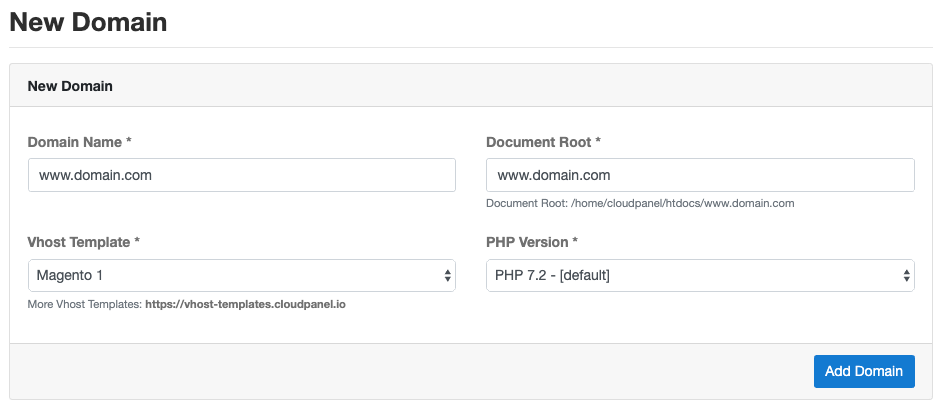 New Domain
New Domain
Domain Name *
Document Root *
www.domain.com
www.domain.com
Document Root: /home/cloudpanel/htdocs/www.domain.com
Vhost Template *
PHP Version *
Magento 1
PHP 7.2 - [default]
More Vhost Templates: https://vhost-templates.cloudpanel.io
Add Domain